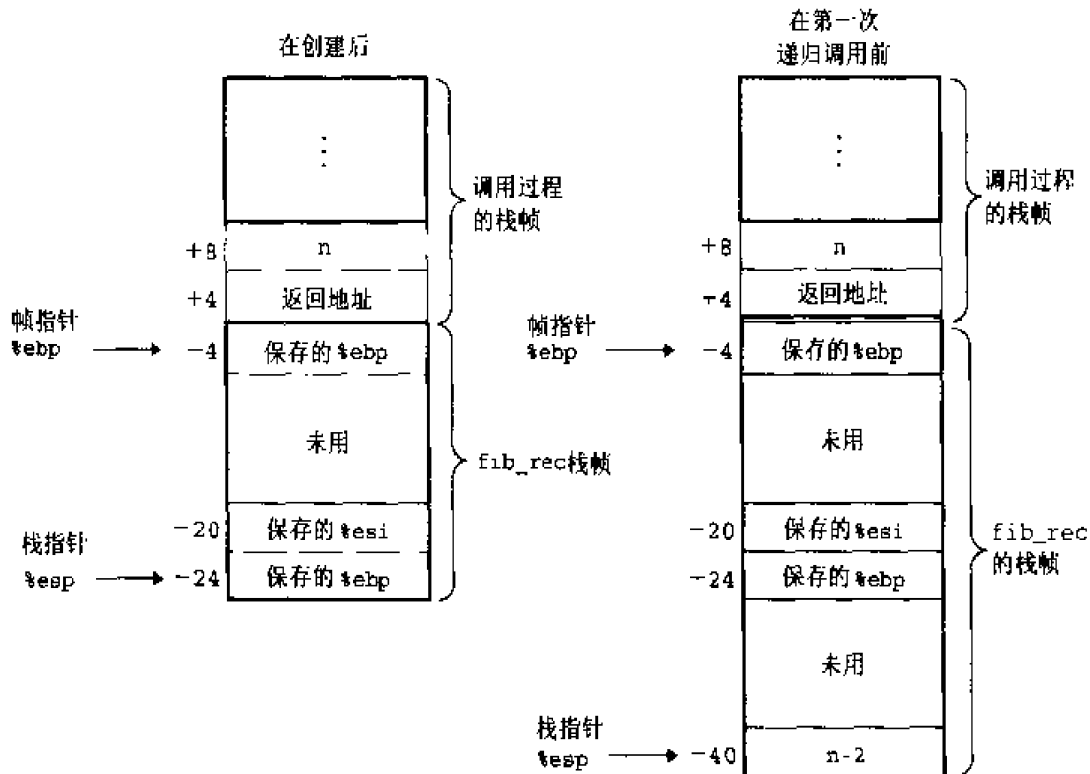 在创建后
⋮
调用过程
的栈帧
+8 n
+4 返回地址
帧指针
%ebp
-4 保存的%ebp
未用
fib_rec栈帧
-20 保存的%esi
栈指针
%esp
-24 保存的%ebp
在第一次
递归调用前
⋮
调用过程
的栈帧
+8 n
+4 返回地址
帧指针
%ebp
-4 保存的%ebp
未用
-20 保存的%esi
fib_rec
的栈帧
-24 保存的%ebp
未用
栈指针
%esp
-40 n-2